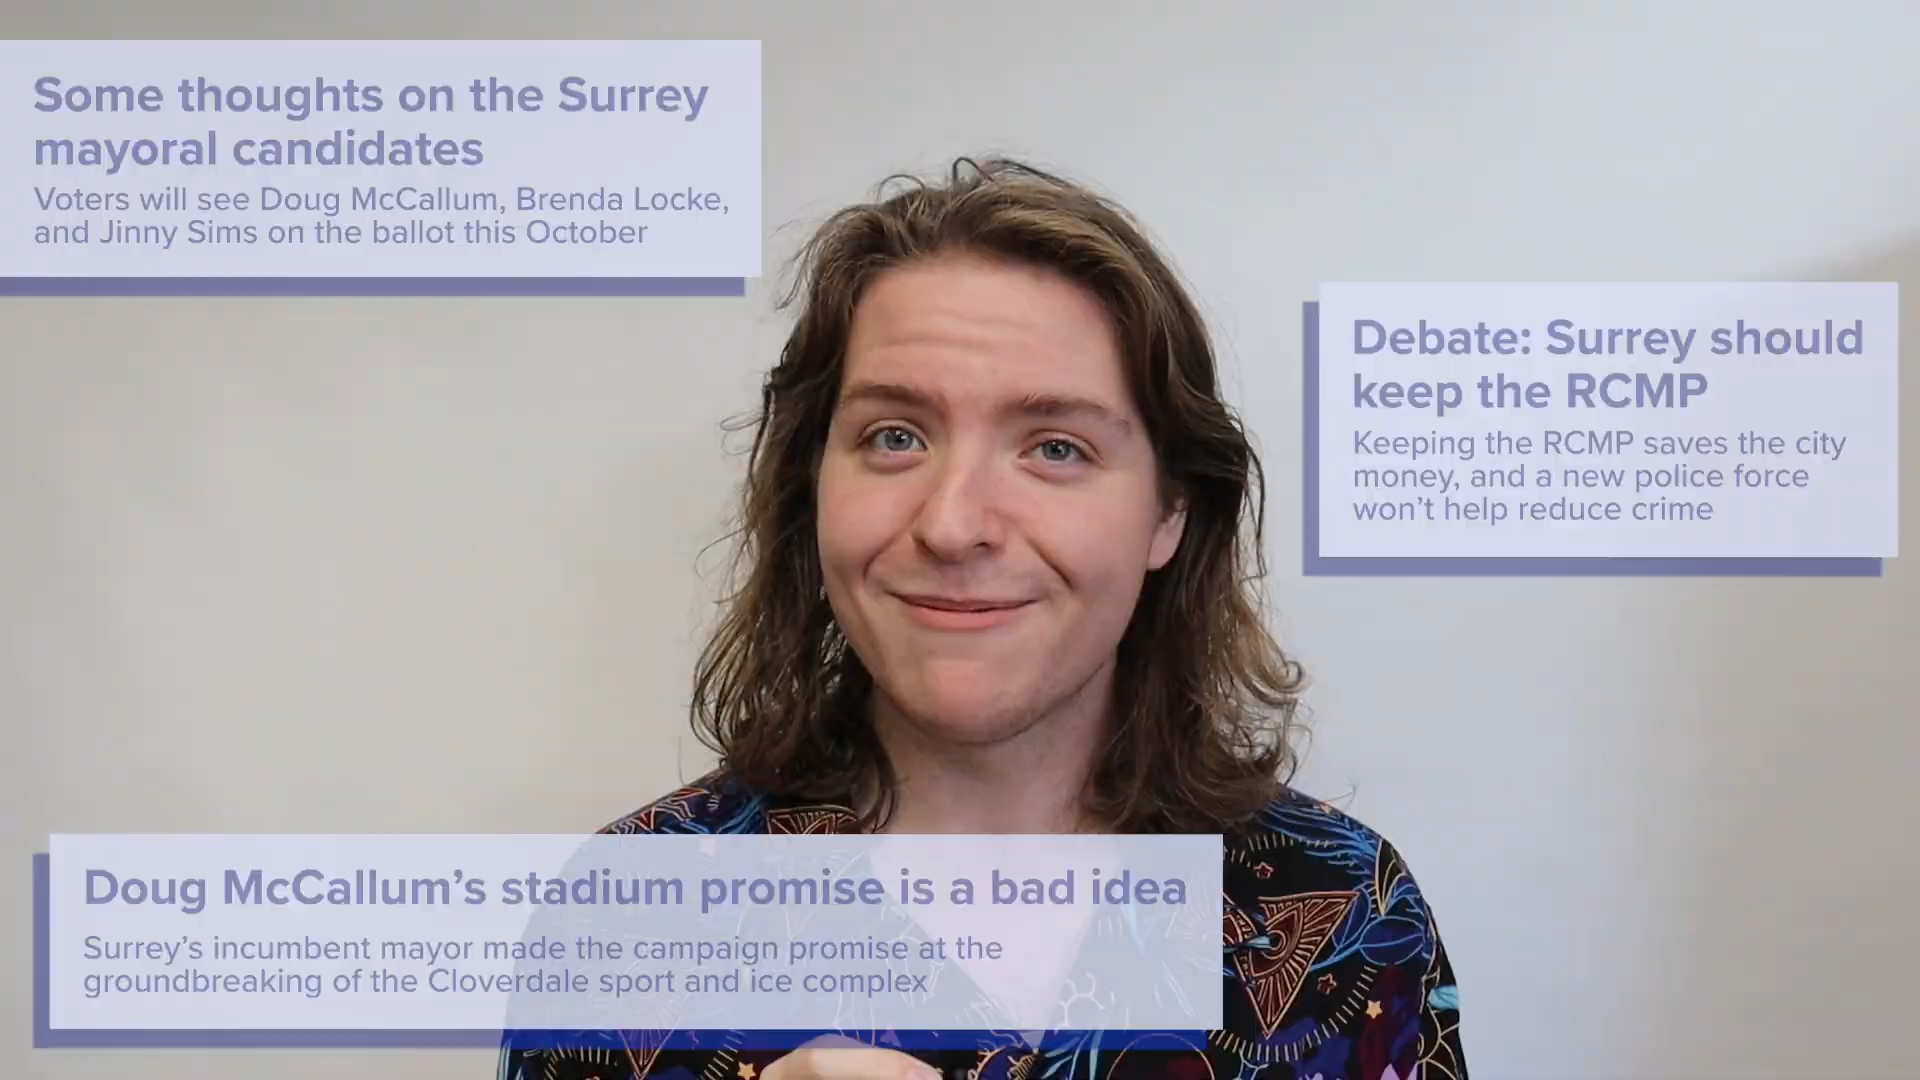 Some thoughts on the Surrey
mayoral candidates
Voters will see Doug McCallum, Brenda Locke,
and Jinny Sims on the ballot this October
Debate: Surrey should
keep the RCMP
Keeping the RCMP saves the city
money, and a new police force
won’t help reduce crime
Doug McCallum’s stadium promise is a bad idea
Surrey’s incumbent mayor made the campaign promise at the
groundbreaking of the Cloverdale sport and ice complex